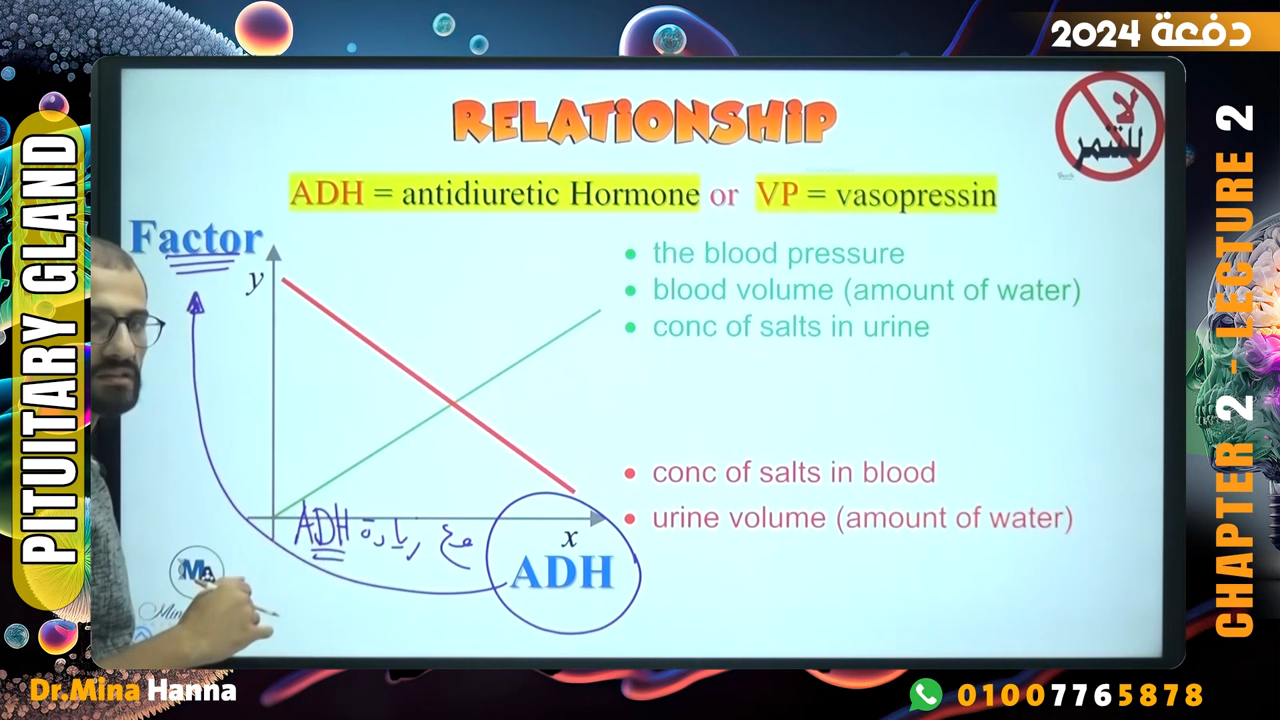 دفعة 2024
RELATIONSHIP
لا
للتنمر
ADH = antidiuretic Hormone or VP = vasopressin
Factor
y
• the blood pressure
• blood volume (amount of water)
• conc of salts in urine
• conc of salts in blood
• urine volume (amount of water)
مع زيادة ADH
x
ADH
MA
PITUITARY GLAND
CHAPTER 2 - LECTURE 2
Dr.Mina Hanna
01007765878